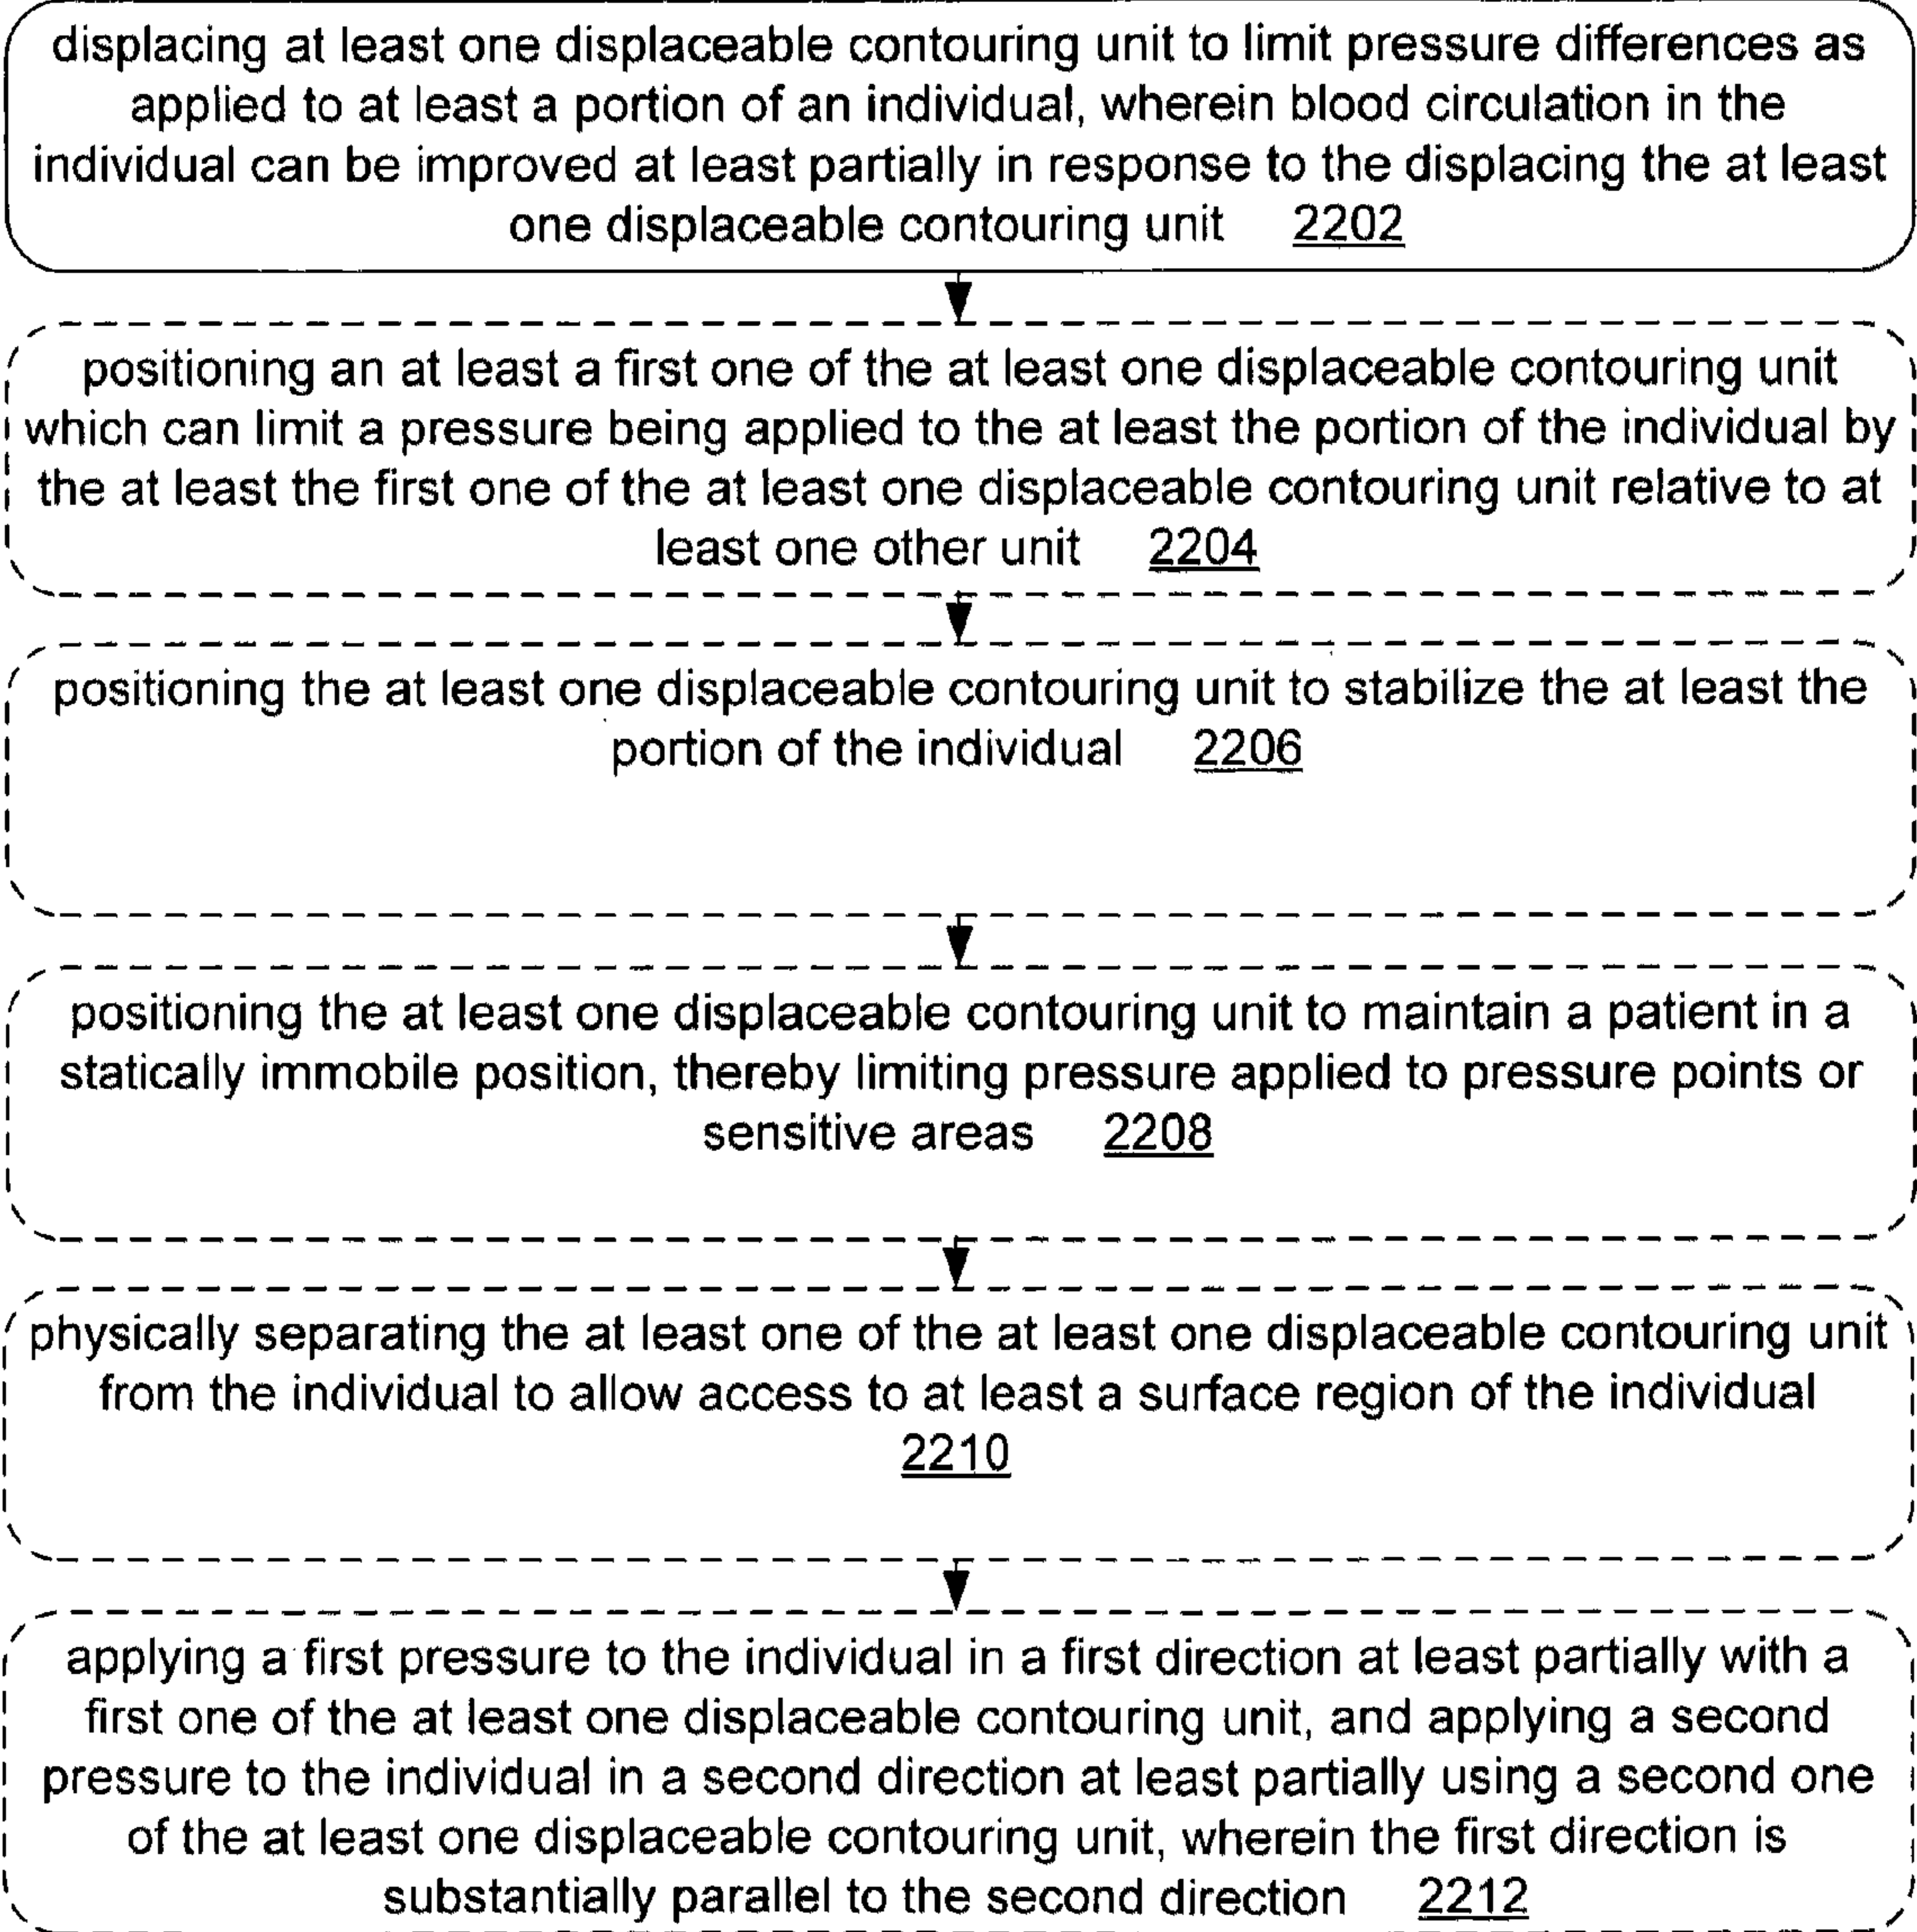 displacing at least one displaceable contouring unit to limit pressure differences as
applied to at least a portion of an individual, wherein blood circulation in the
individual can be improved at least partially in response to the displacing the at least
one displaceable contouring unit 2202
positioning an at least a first one of the at least one displaceable contouring unit
which can limit a pressure being applied to the at least the portion of the individual by
the at least the first one of the at least one displaceable contouring unit relative to at
least one other unit 2204
positioning the at least one displaceable contouring unit to stabilize the at least the
portion of the individual 2206
positioning the at least one displaceable contouring unit to maintain a patient in a
statically immobile position, thereby limiting pressure applied to pressure points or
sensitive areas 2208
physically separating the at least one of the at least one displaceable contouring unit
from the individual to allow access to at least a surface region of the individual
2210
applying a first pressure to the individual in a first direction at least partially with a
first one of the at least one displaceable contouring unit, and applying a second
pressure to the individual in a second direction at least partially using a second one
of the at least one displaceable contouring unit, wherein the first direction is
substantially parallel to the second direction 2212